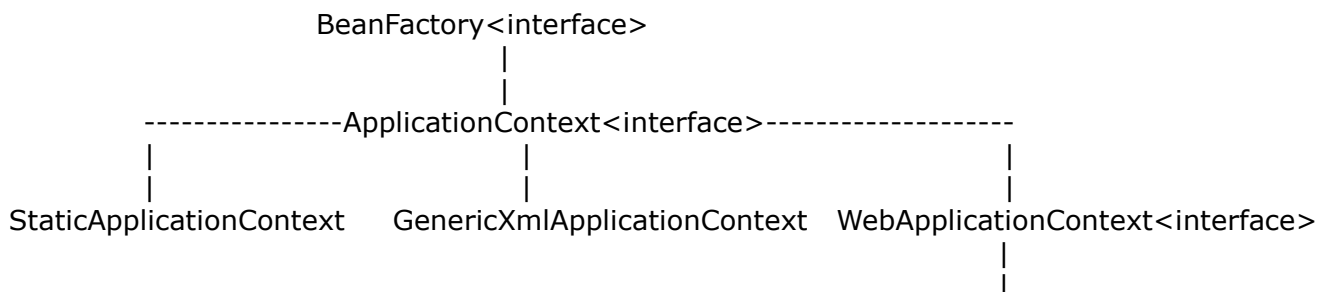 BeanFactory<interface>
|
|
----------------ApplicationContext<interface>--------------------
| | |
| | |
StaticApplicationContext GenericXmlApplicationContext WebApplicationContext<interface>
|
|